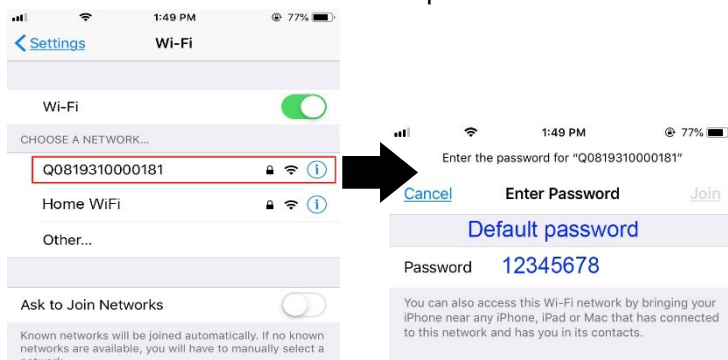 1:49 PM
77%
Settings
Wi-Fi
Wi-Fi
CHOOSE A NETWORK...
Q0819310000181
Home WiFi
Other...
Ask to Join Networks
Known networks will be joined automatically. If no known
networks are available, you will have to manually select a
1:49 PM
77%
Enter the password for "Q0819310000181"
Cancel
Enter Password
Join
Default password
Password 12345678
You can also access this Wi-Fi network by bringing your
iPhone near any iPhone, iPad or Mac that has connected
to this network and has you in its contacts.